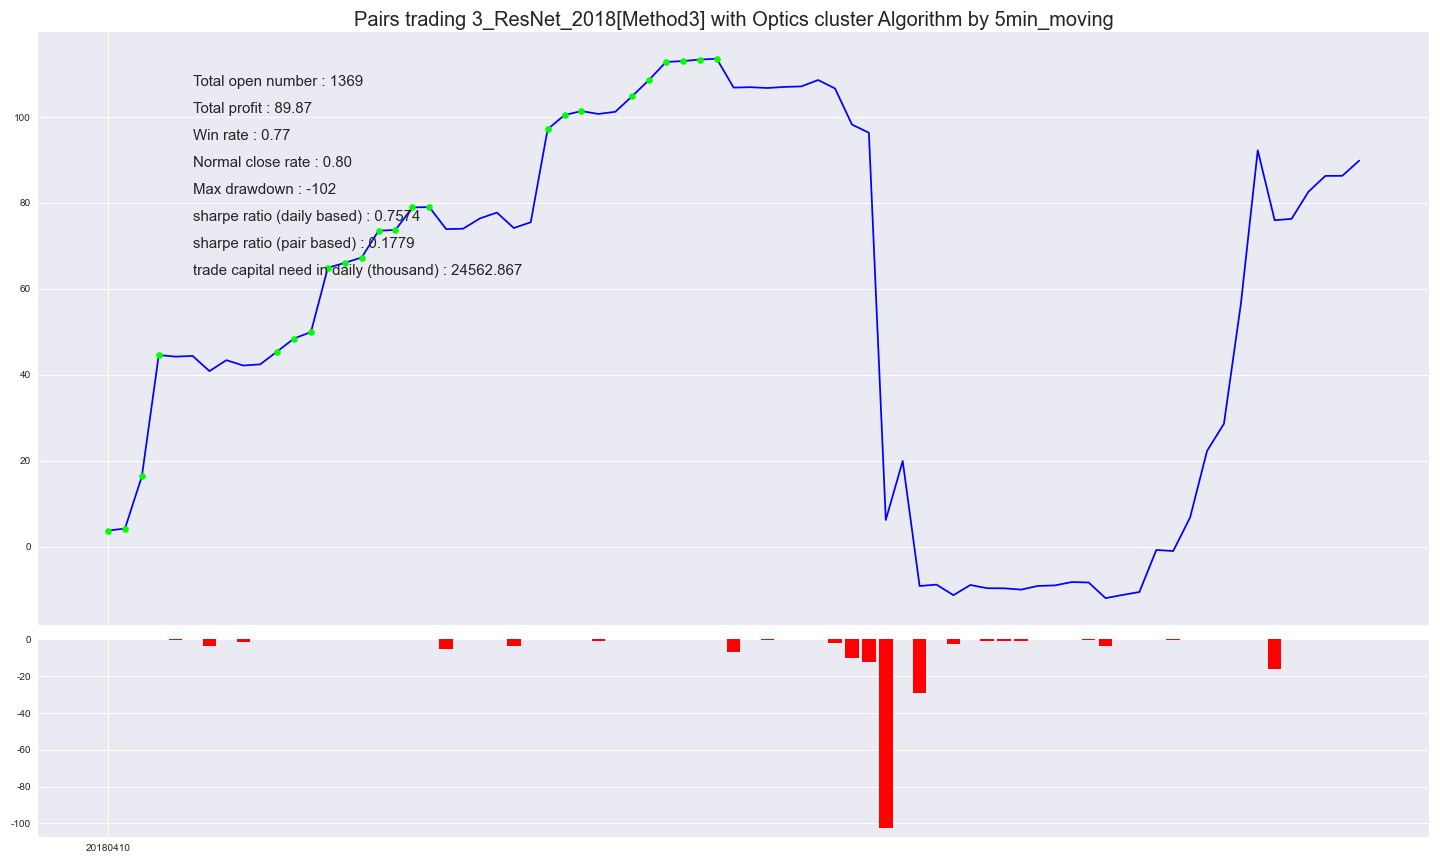 Pairs trading 3_ResNet_2018[Method3] with Optics cluster Algorithm by 5min_moving
Total open number : 1369
Total profit : 89.87
Win rate : 0.77
Normal close rate : 0.80
Max drawdown : -102
sharpe ratio (daily based) : 0.7574
sharpe ratio (pair based) : 0.1779
trade capital need in daily (thousand) : 24562.867
100
80
60
40
20
0
0
-20
-40
-60
-80
-100
20180410